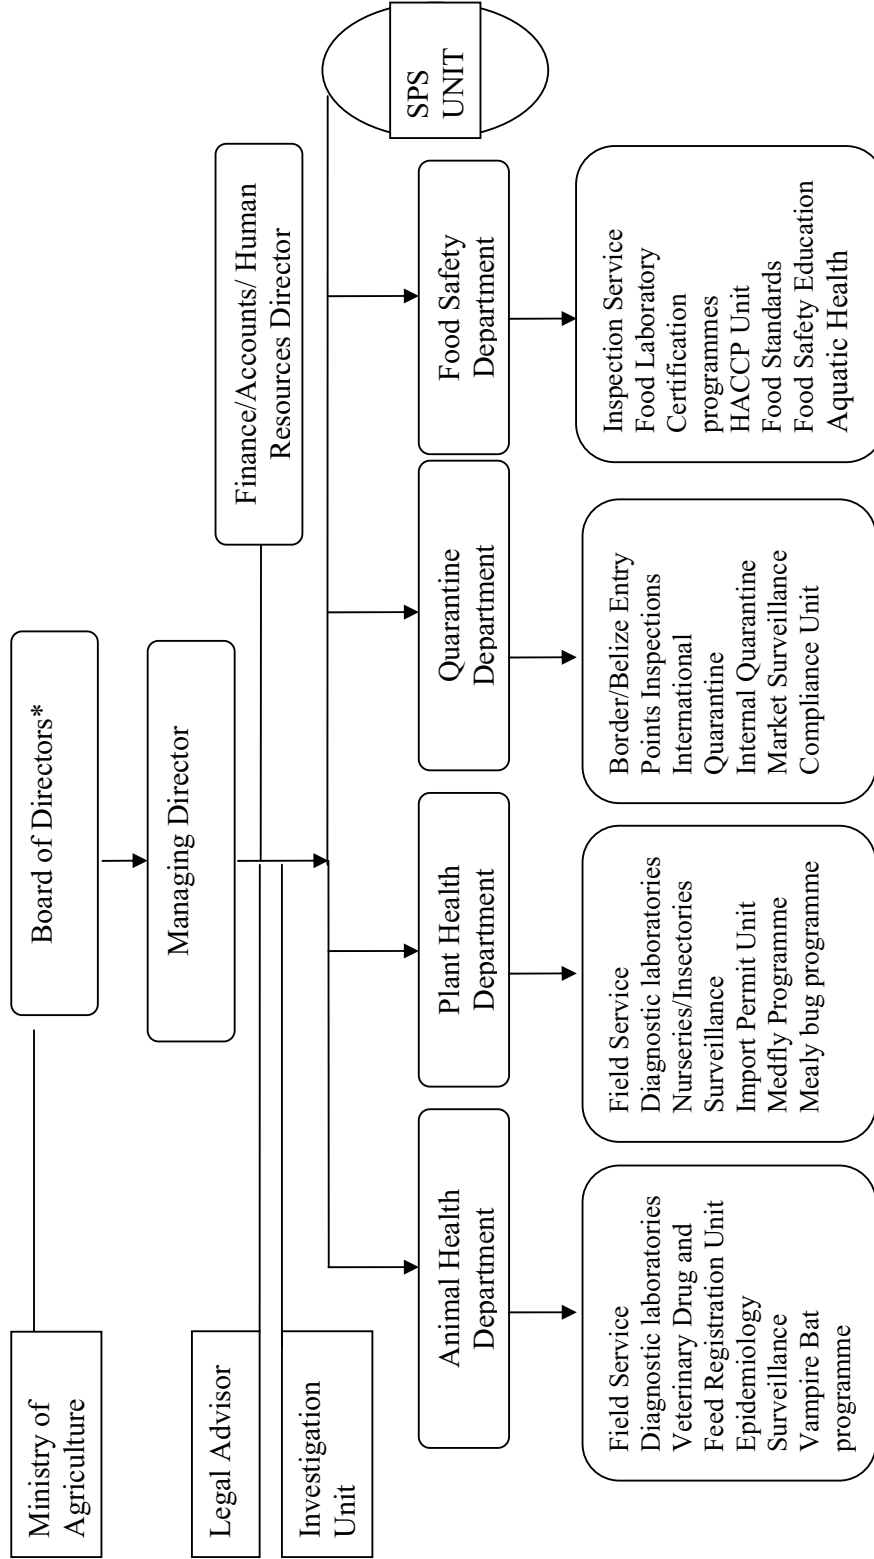 Ministry of
Agriculture
Board of Directors*
Managing Director
Legal Advisor
Finance/Accounts/ Human
Resources Director
Investigation
Unit
SPS
UNIT
Animal Health
Department
Plant Health
Department
Quarantine
Department
Food Safety
Department
Field Service
Diagnostic laboratories
Veterinary Drug and
Feed Registration Unit
Epidemiology
Surveillance
Vampire Bat
programme
Field Service
Diagnostic laboratories
Nurseries/Insectories
Surveillance
Import Permit Unit
Medfly Programme
Mealy bug programme
Border/Belize Entry
Points Inspections
International
Quarantine
Internal Quarantine
Market Surveillance
Compliance Unit
Inspection Service
Food Laboratory
Certification
programmes
HACCP Unit
Food Standards
Food Safety Education
Aquatic Health